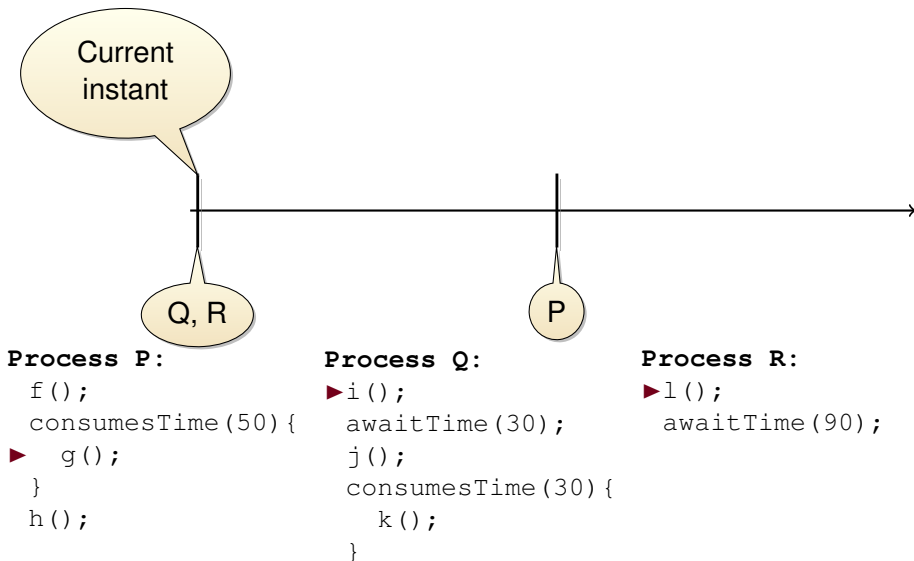 Current
instant
Q, R
P
Process P:
f();
consumesTime(50){
g();
}
h();
Process Q:
i();
awaitTime(30);
j();
consumesTime(30){
k();
}
Process R:
l();
awaitTime(90);